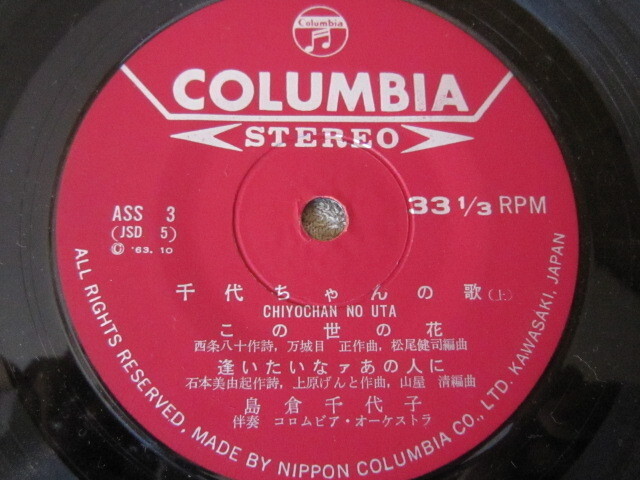 Columbia
COLUMBIA
STEREO
ASS 3
(JSD 5)
℗ '63.10
33 1/3 RPM
千代ちゃんの歌(上)
CHIYOCHAN NO UTA
この世の花
西条八十作詩, 万城目 正作曲, 松尾健司編曲
逢いたいなァあの人に
石本美由起作詩, 上原げんと作曲, 山屋 清編曲
島倉千代子
伴奏 コロムビア・オーケストラ
ALL RIGHTS RESERVED, MADE BY NIPPON COLUMBIA CO., LTD. KAWASAKI, JAPAN